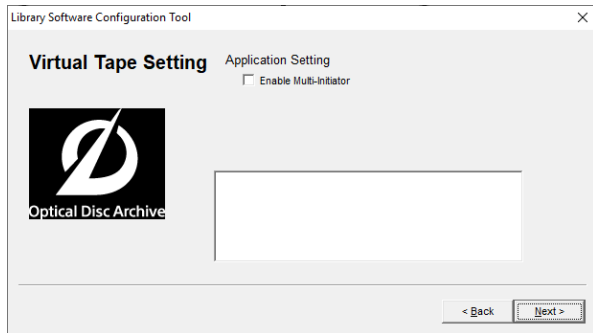 Library Software Configuration Tool
Virtual Tape Setting
Application Setting
Enable Multi-Initiator
Optical Disc Archive
< Back
Next >